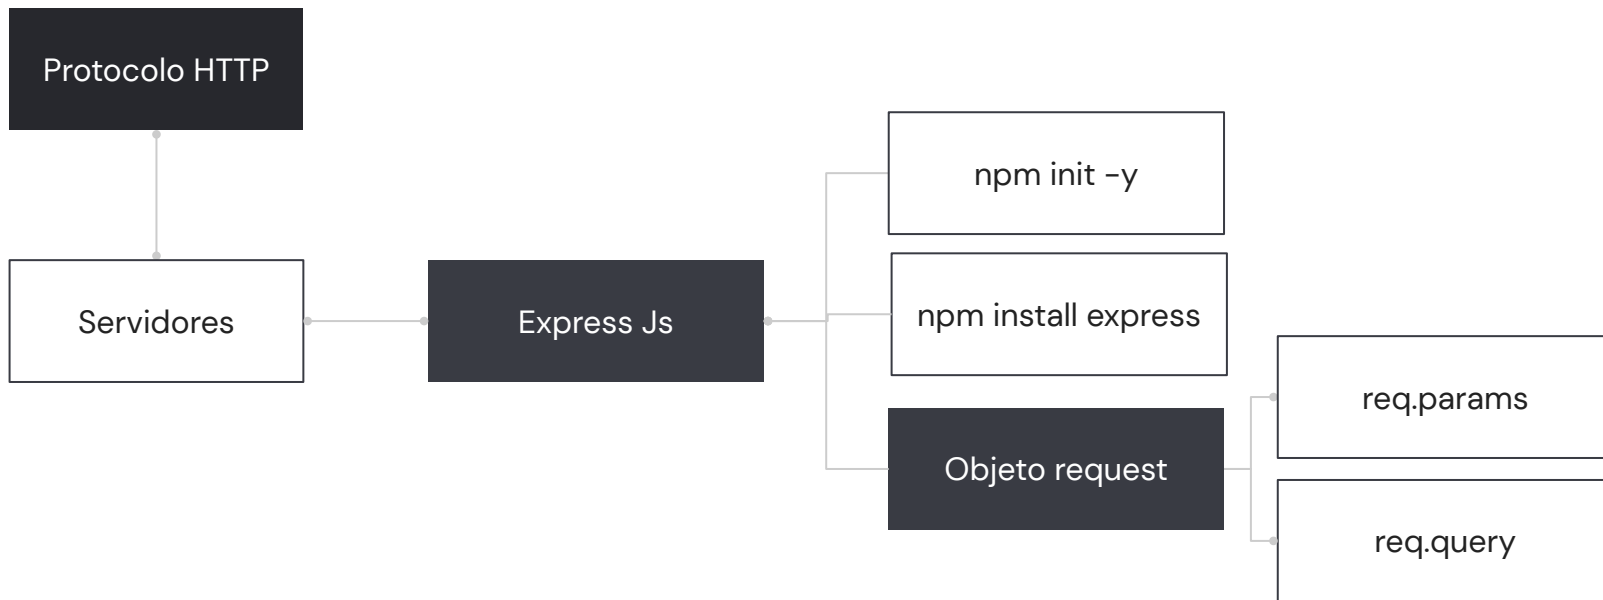 Protocolo HTTP
Servidores
Express Js
npm init -y
npm install express
Objeto request
req.params
req.query